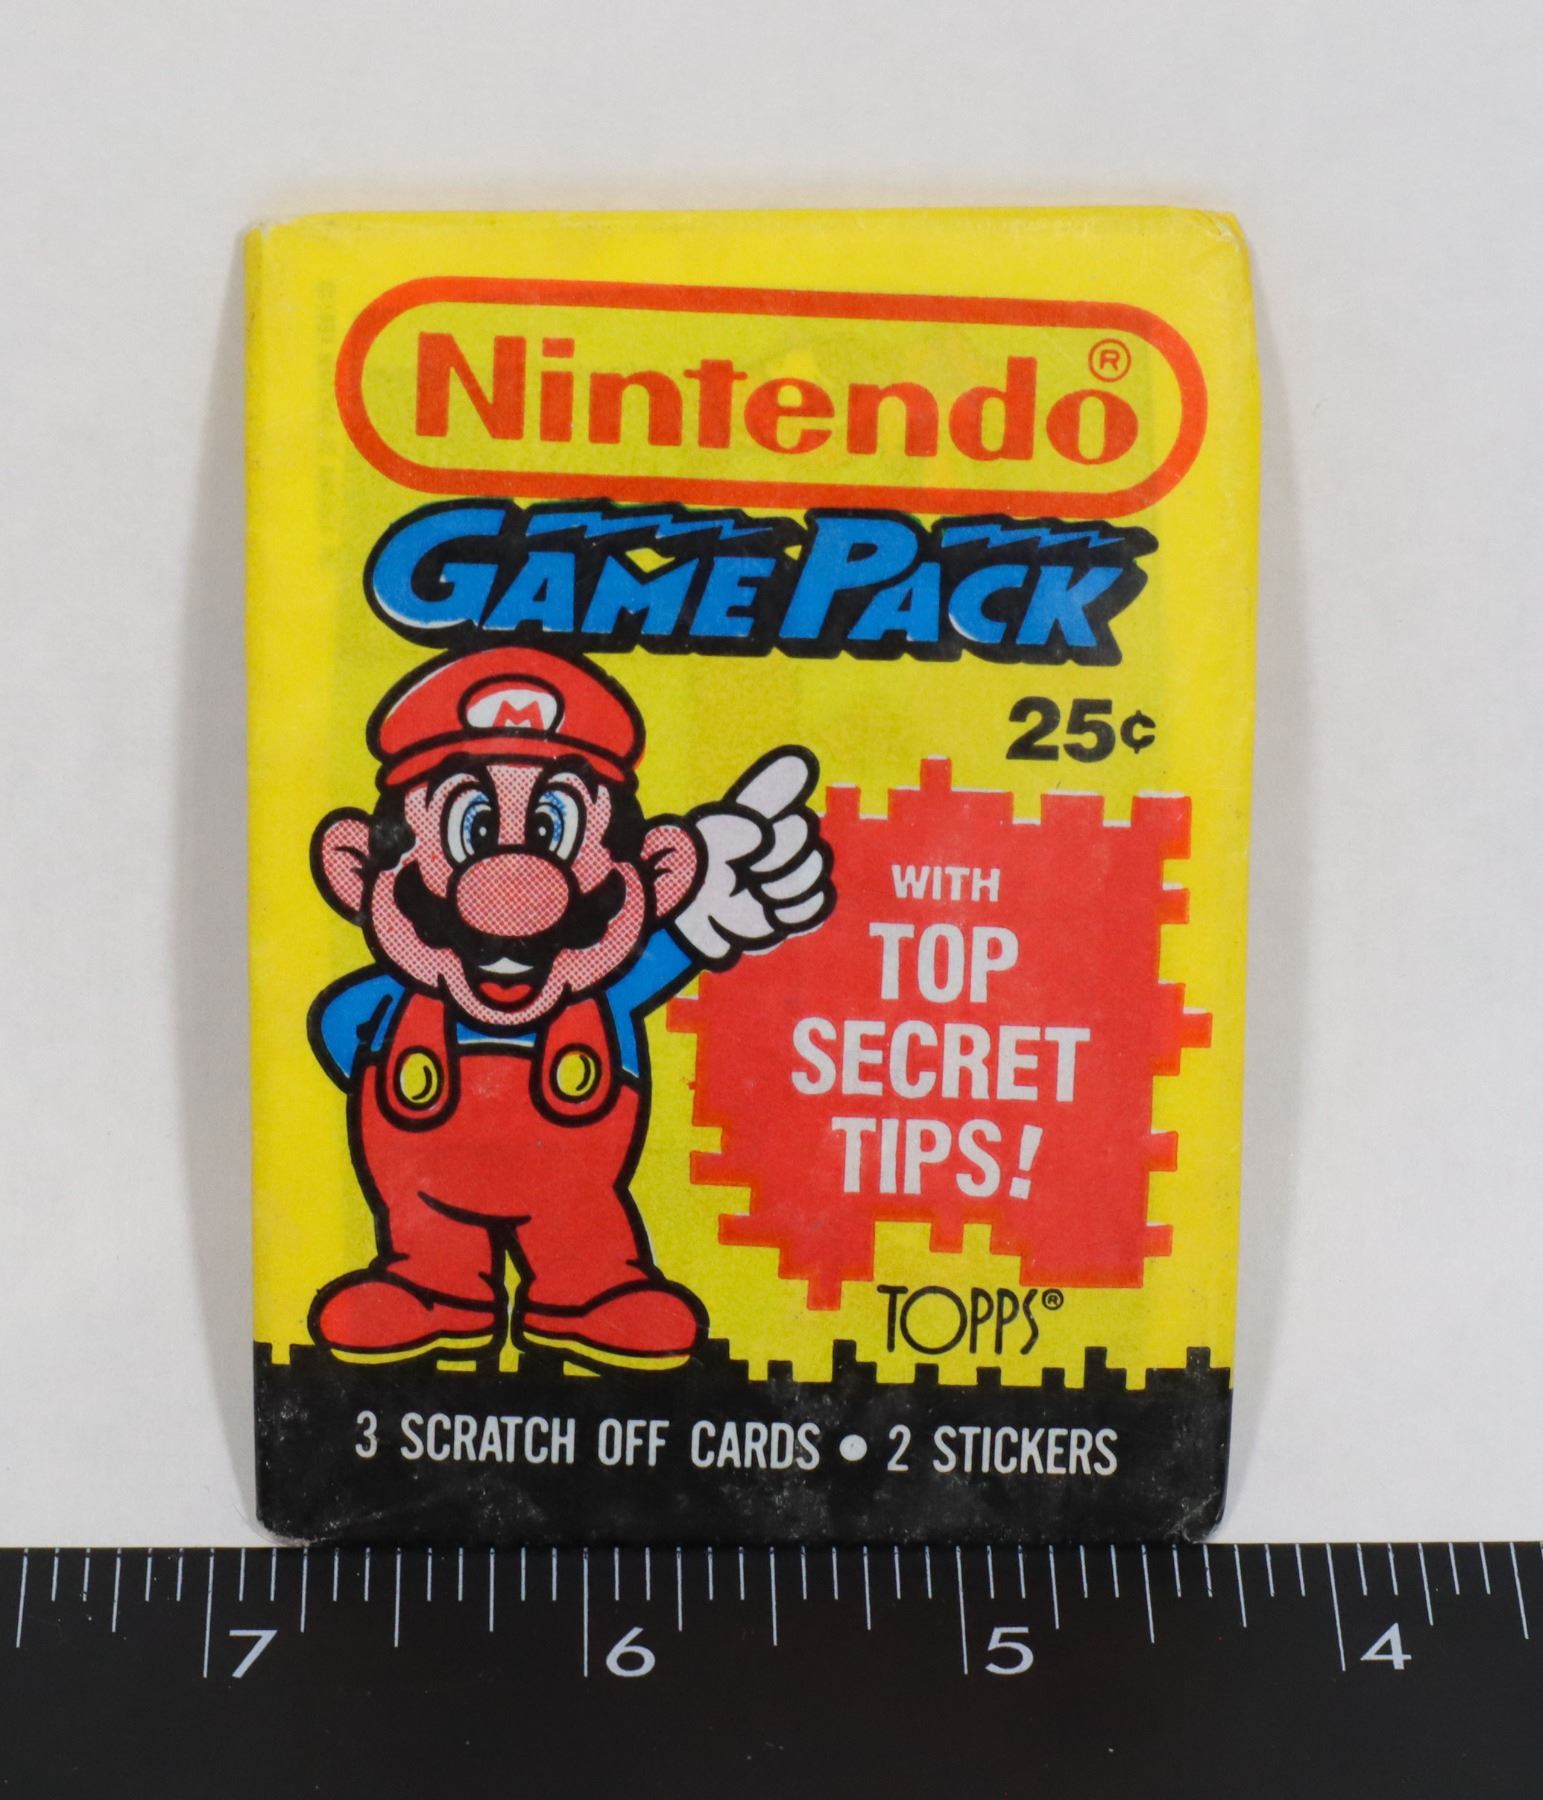 Nintendo®
GAME PACK
25¢
M
WITH
TOP
SECRET
TIPS!
TOPPS®
3 SCRATCH OFF CARDS • 2 STICKERS
7 6 5 4